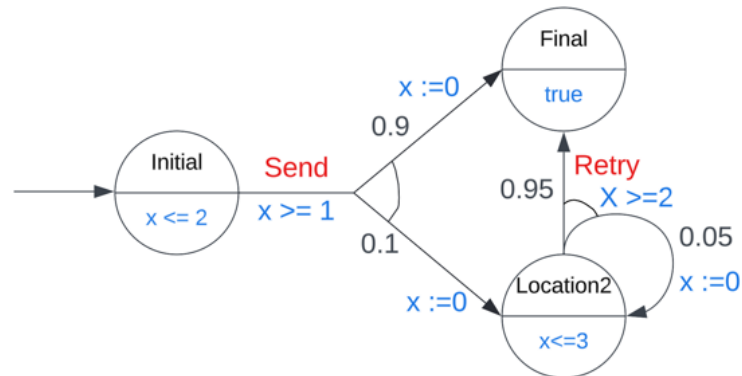 Final
true
x :=0
0.9
Initial
x <= 2
Send
x >= 1
0.1
x :=0
Retry
X >=2
0.95
0.05
x :=0
Location2
x<=3